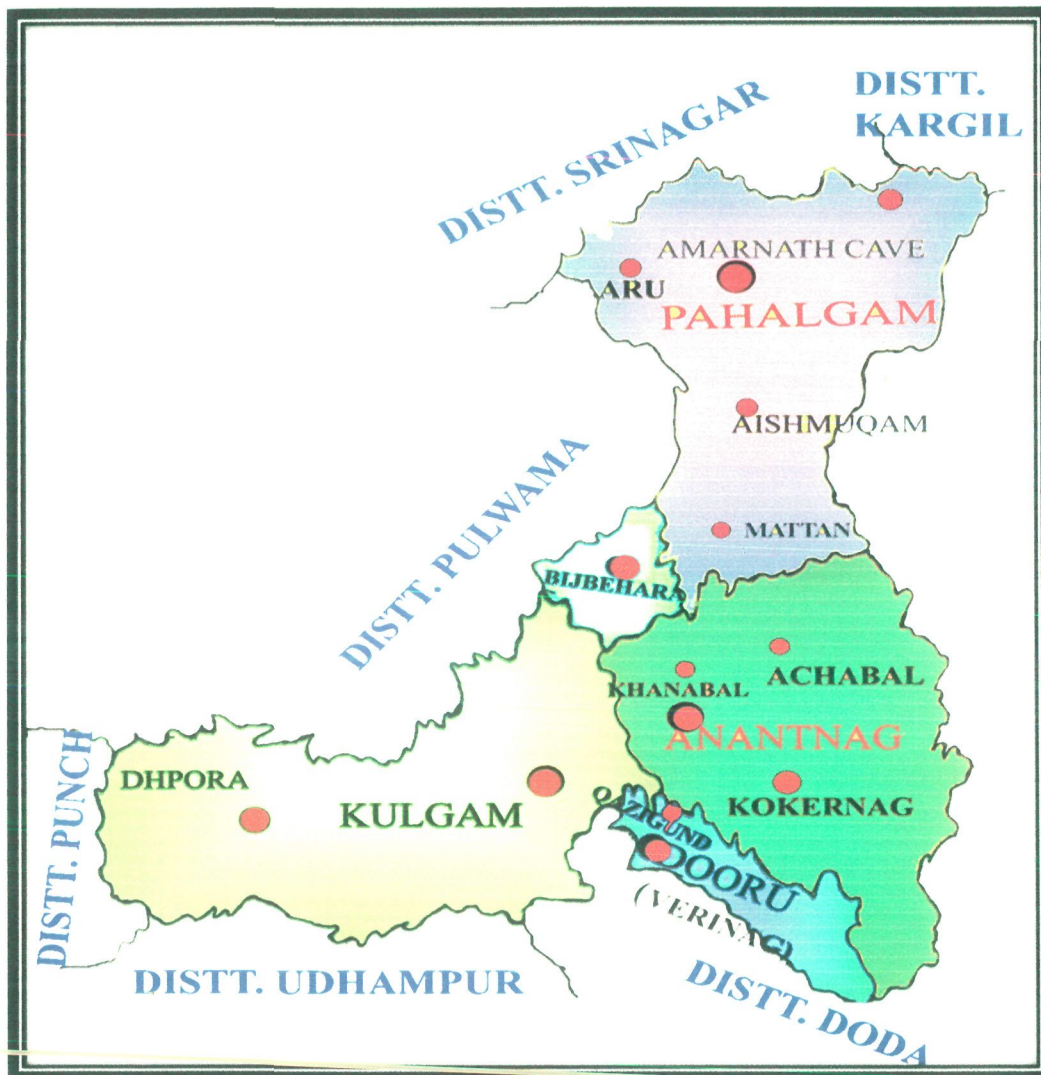 DISTT.
KARGIL
DISTT. SRINAGAR
AMARNATH CAVE
ARU
PAHALGAM
AISHMUQAM
DISTT. PULWAMA
MATTAN
BIJBEHARA
ACHABAL
KHANABAL
ANANTNAG
DISTT. PUNCH
DHPORA
KULGAM
KOKERNAG
QAZIGUND
DOORU
(VERINAG)
DISTT. UDHAMPUR
DISTT. DODA